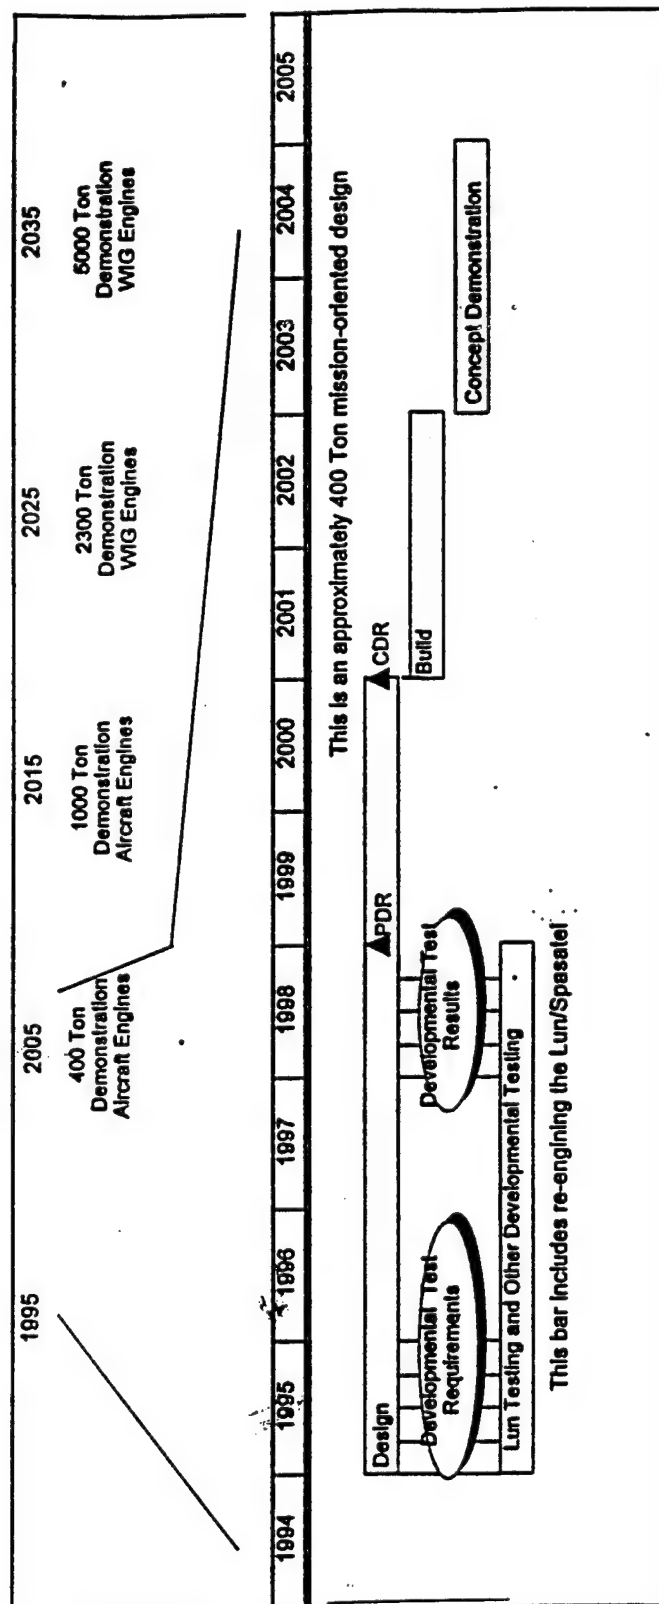 1995
2005
2015
2025
2035
400 Ton
Demonstration
Aircraft Engines
1000 Ton
Demonstration
Aircraft Engines
2300 Ton
Demonstration
WIG Engines
5000 Ton
Demonstration
WIG Engines
1994
1995
1996
1997
1998
1999
2000
2001
2002
2003
2004
2005
This is an approximately 400 Ton mission-oriented design
Design
PDR
CDR
Developmental Test
Requirements
Developmental Test
Results
Build
Concept Demonstration
Lun Testing and Other Developmental Testing
This bar includes re-engining the Lun/Spasatel